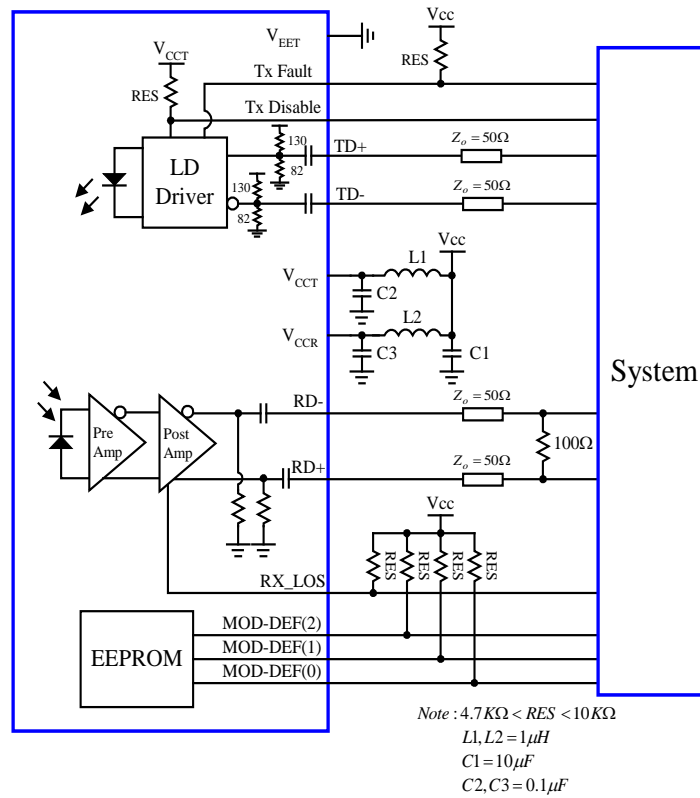 V_EET
Vcc
V_CCT
RES
RES
Tx Fault
Tx Disable
130
82
TD+
Z_o = 50Ω
LD
Driver
130
82
TD-
Z_o = 50Ω
Vcc
V_CCT
L1
C2
V_CCR
L2
C3
C1
System
RD-
Z_o = 50Ω
Pre
Amp
Post
Amp
100Ω
RD+
Z_o = 50Ω
Vcc
RES
RES
RES
RES
RX_LOS
EEPROM
MOD-DEF(2)
MOD-DEF(1)
MOD-DEF(0)
Note : 4.7KΩ < RES < 10KΩ
L1, L2 = 1μH
C1 = 10μF
C2, C3 = 0.1μF